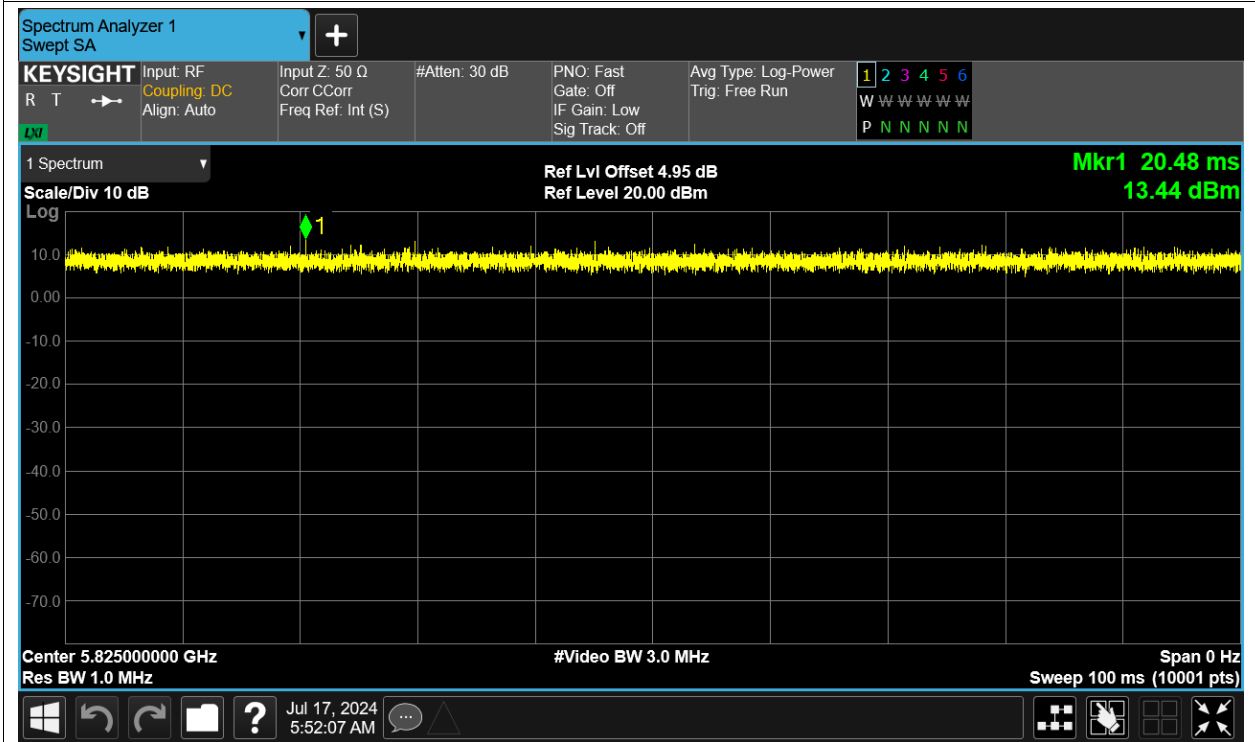 Spectrum Analyzer 1
Swept SA
KEYSIGHT
R T
LXI
Input: RF
Coupling: DC
Align: Auto
Input Z: 50 Ω
Corr CCorr
Freq Ref: Int (S)
#Atten: 30 dB
PNO: Fast
Gate: Off
IF Gain: Low
Sig Track: Off
Avg Type: Log-Power
Trig: Free Run
1 2 3 4 5 6
W W W W W W
P N N N N N
1 Spectrum
Scale/Div 10 dB
Log
Ref Lvl Offset 4.95 dB
Ref Level 20.00 dBm
Mkr1 20.48 ms
13.44 dBm
1
10.0
0.00
-10.0
-20.0
-30.0
-40.0
-50.0
-60.0
-70.0
Center 5.825000000 GHz
Res BW 1.0 MHz
#Video BW 3.0 MHz
Span 0 Hz
Sweep 100 ms (10001 pts)
?
Jul 17, 2024
5:52:07 AM